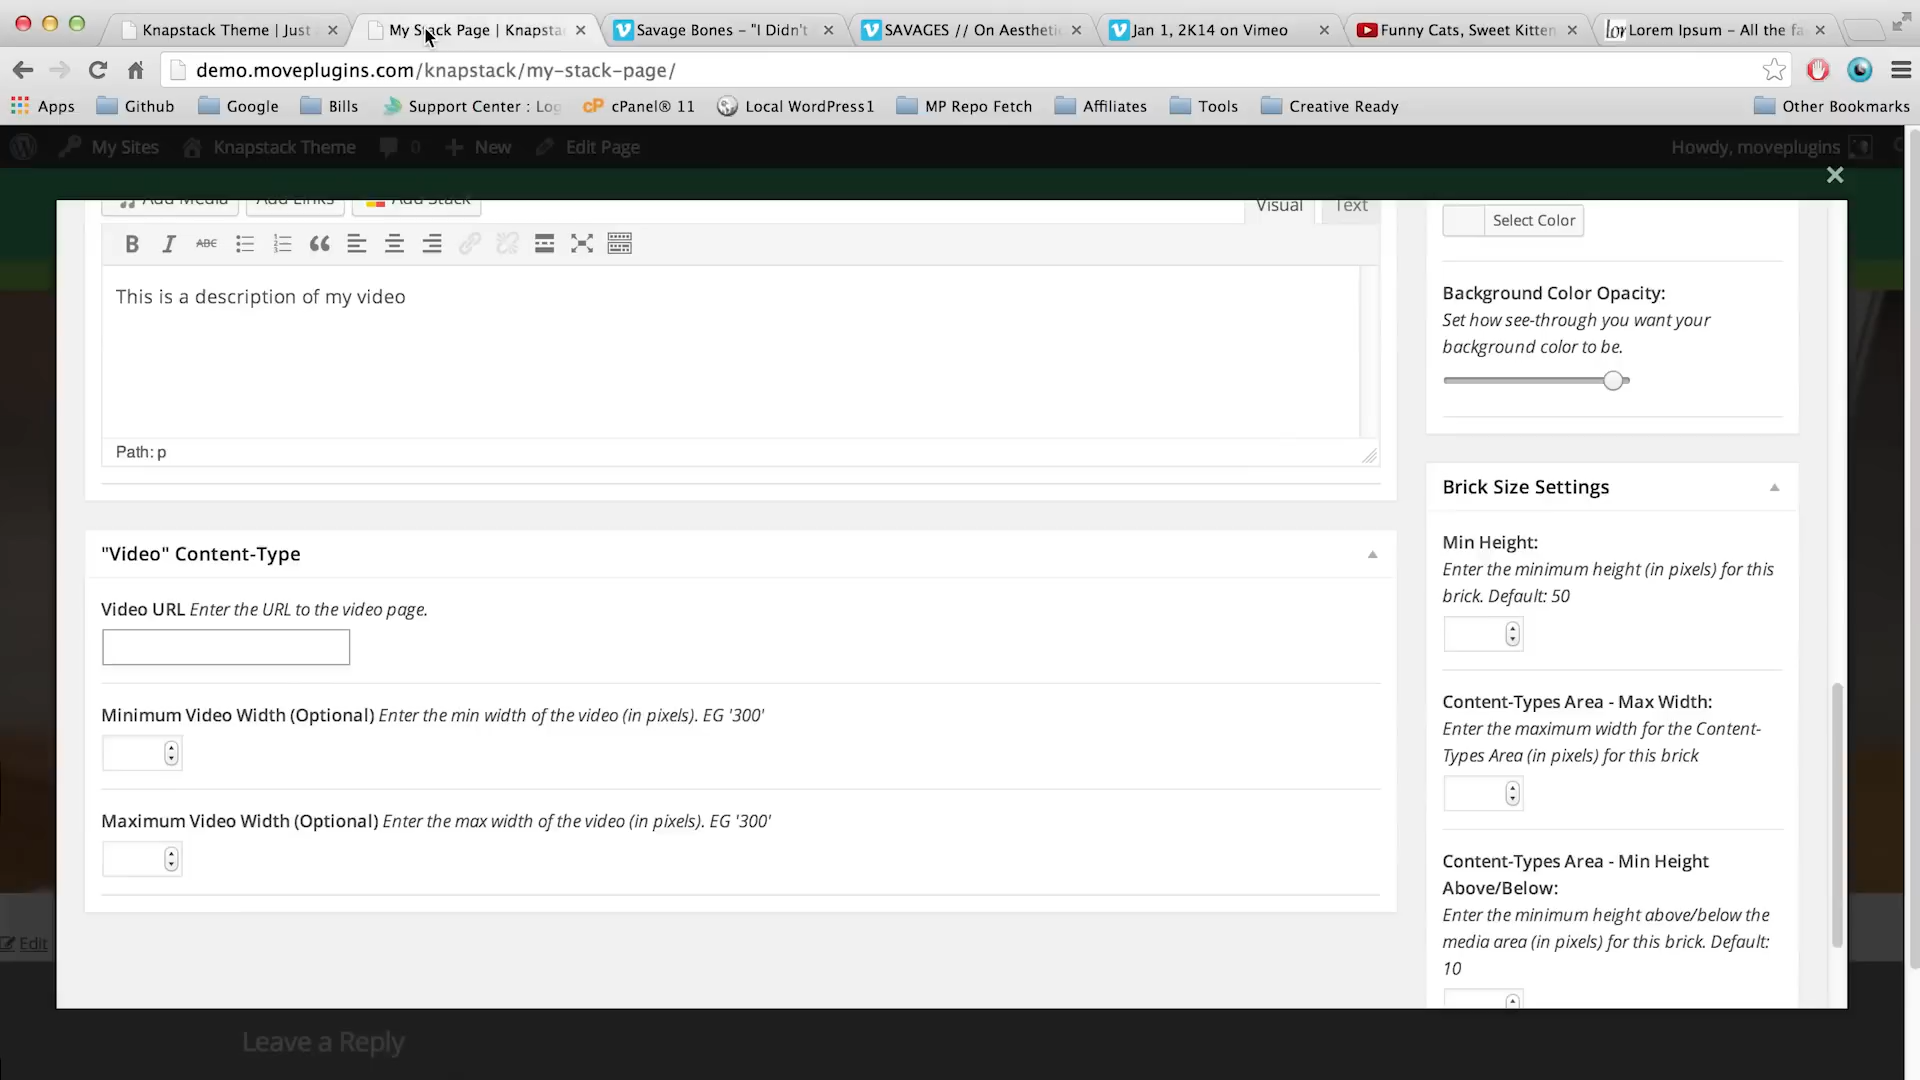 Knapstack Theme | Just
My Stack Page | Knapsta
Savage Bones – "I Didn't
SAVAGES // On Aesthetic
Jan 1, 2K14 on Vimeo
Funny Cats, Sweet Kitten
Lorem Ipsum – All the fa
demo.moveplugins.com/knapstack/my-stack-page/
Apps
Github
Google
Bills
Support Center : Log
cPanel® 11
Local WordPress1
MP Repo Fetch
Affiliates
Tools
Creative Ready
Other Bookmarks
My Sites
Knapstack Theme
0
New
Edit Page
Howdy, moveplugins
Add Media
Add Links
Add Stack
Visual
Text
B I ABC
This is a description of my video
Path: p
"Video" Content-Type
Video URL Enter the URL to the video page.
Minimum Video Width (Optional) Enter the min width of the video (in pixels). EG '300'
Maximum Video Width (Optional) Enter the max width of the video (in pixels). EG '300'
Select Color
Background Color Opacity:
Set how see-through you want your
background color to be.
Brick Size Settings
Min Height:
Enter the minimum height (in pixels) for this
brick. Default: 50
Content-Types Area - Max Width:
Enter the maximum width for the Content-
Types Area (in pixels) for this brick
Content-Types Area - Min Height
Above/Below:
Enter the minimum height above/below the
media area (in pixels) for this brick. Default:
10
Edit
Leave a Reply